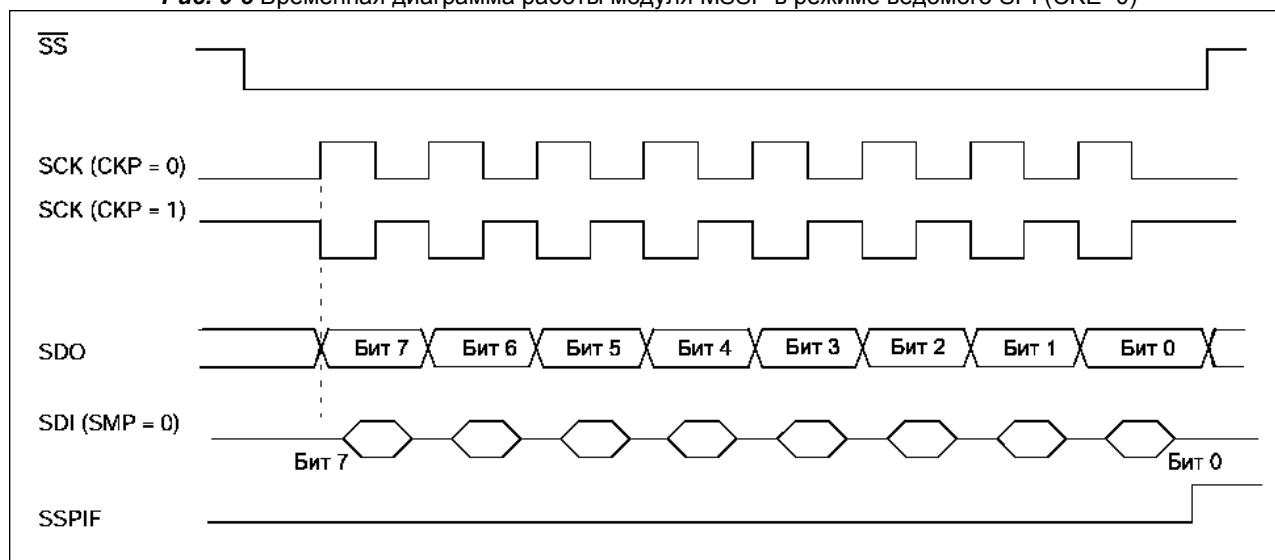 SS
SCK (CKP = 0)
SCK (CKP = 1)
SDO
Бит 7
Бит 6
Бит 5
Бит 4
Бит 3
Бит 2
Бит 1
Бит 0
SDI (SMP = 0)
Бит 7
Бит 0
SSPIF